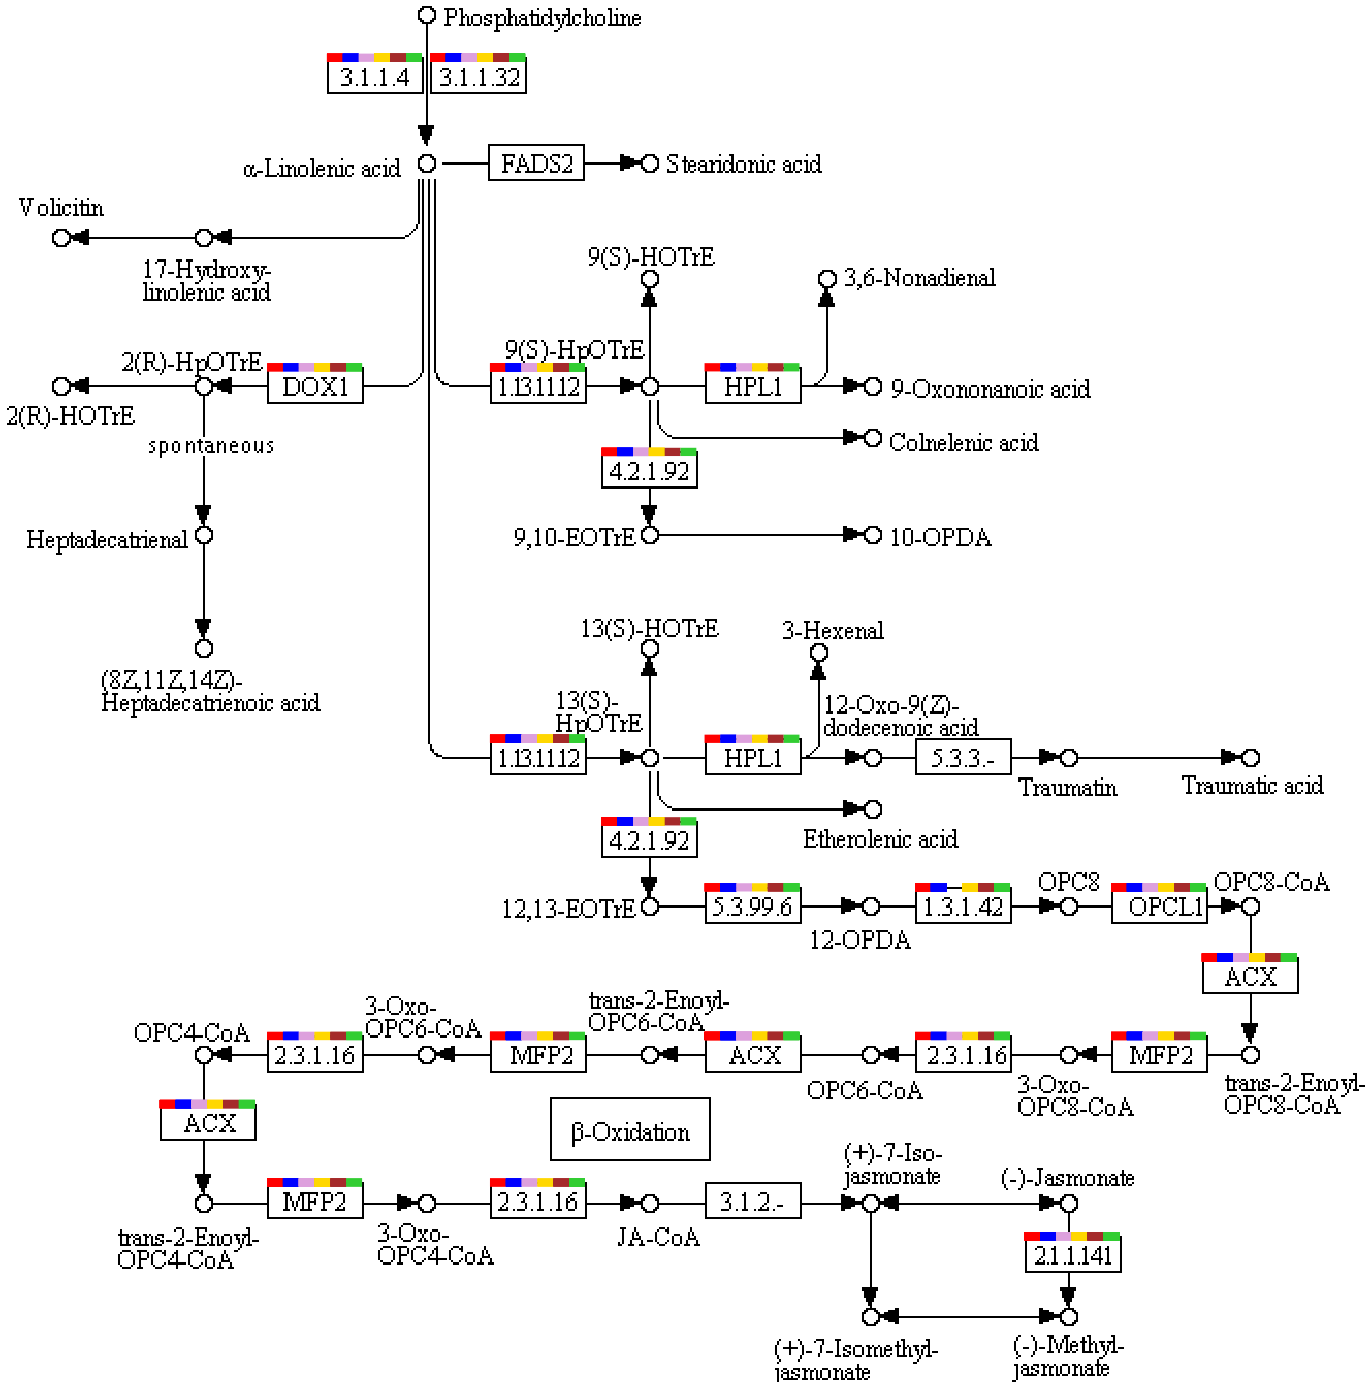 Phosphatidylcholine
3.1.1.4
3.1.1.32
α-Linolenic acid
FADS2
Stearidonic acid
Volicitin
17-Hydroxy-
linolenic acid
9(S)-HOTrE
3,6-Nonadienal
2(R)-HpOTrE
DOX1
9(S)-HpOTrE
1.13.1112
HPL1
9-Oxononanoic acid
2(R)-HOTrE
spontaneous
Colnelenic acid
4.2.1.92
Heptadecatrienal
9,10-EOTrE
10-OPDA
13(S)-HOTrE
3-Hexenal
(8Z,11Z,14Z)-
Heptadecatrienoic acid
13(S)-
HpOTrE
12-Oxo-9(Z)-
dodecenoic acid
1.13.1112
HPL1
5.3.3.-
Traumatin
Traumatic acid
Etherolenic acid
4.2.1.92
12,13-EOTrE
5.3.99.6
12-OPDA
1.3.1.42
OPC8
OPCL1
OPC8-CoA
ACX
OPC4-CoA
2.3.1.16
3-Oxo-
OPC6-CoA
MFP2
trans-2-Enoyl-
OPC6-CoA
ACX
OPC6-CoA
2.3.1.16
3-Oxo-
OPC8-CoA
MFP2
trans-2-Enoyl-
OPC8-CoA
ACX
β-Oxidation
trans-2-Enoyl-
OPC4-CoA
MFP2
3-Oxo-
OPC4-CoA
2.3.1.16
JA-CoA
3.1.2.-
(+)-7-Iso-
jasmonate
(-)-Jasmonate
2.1.1.141
(+)-7-Isomethyl-
jasmonate
(-)-Methyl-
jasmonate